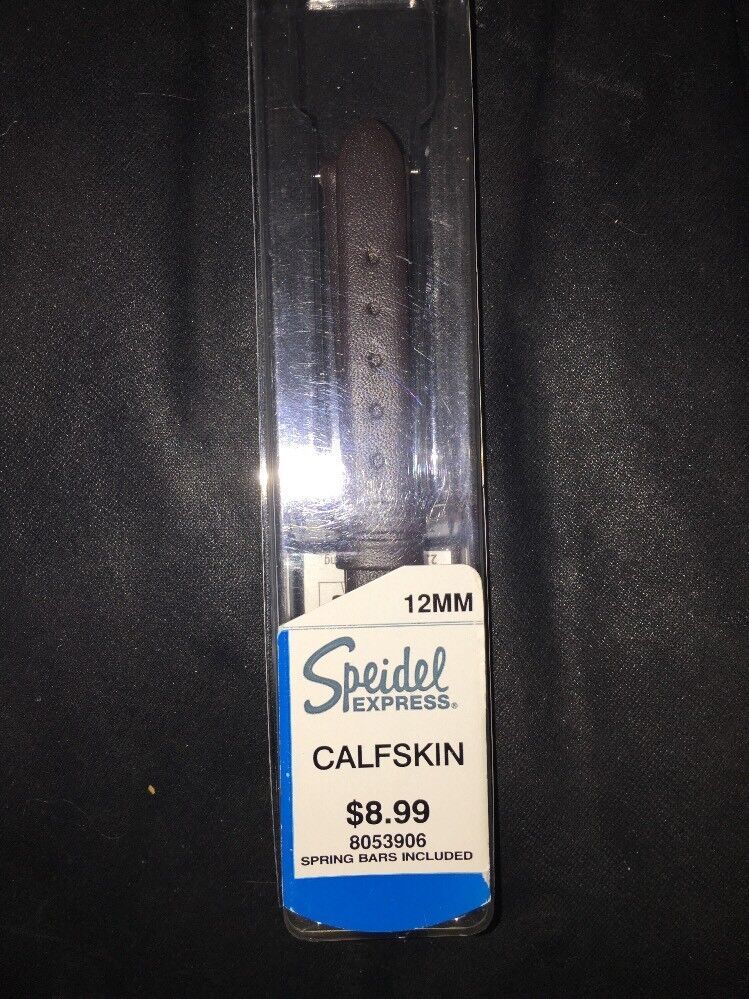 12MM
Speidel
EXPRESS®
CALFSKIN
$8.99
8053906
SPRING BARS INCLUDED